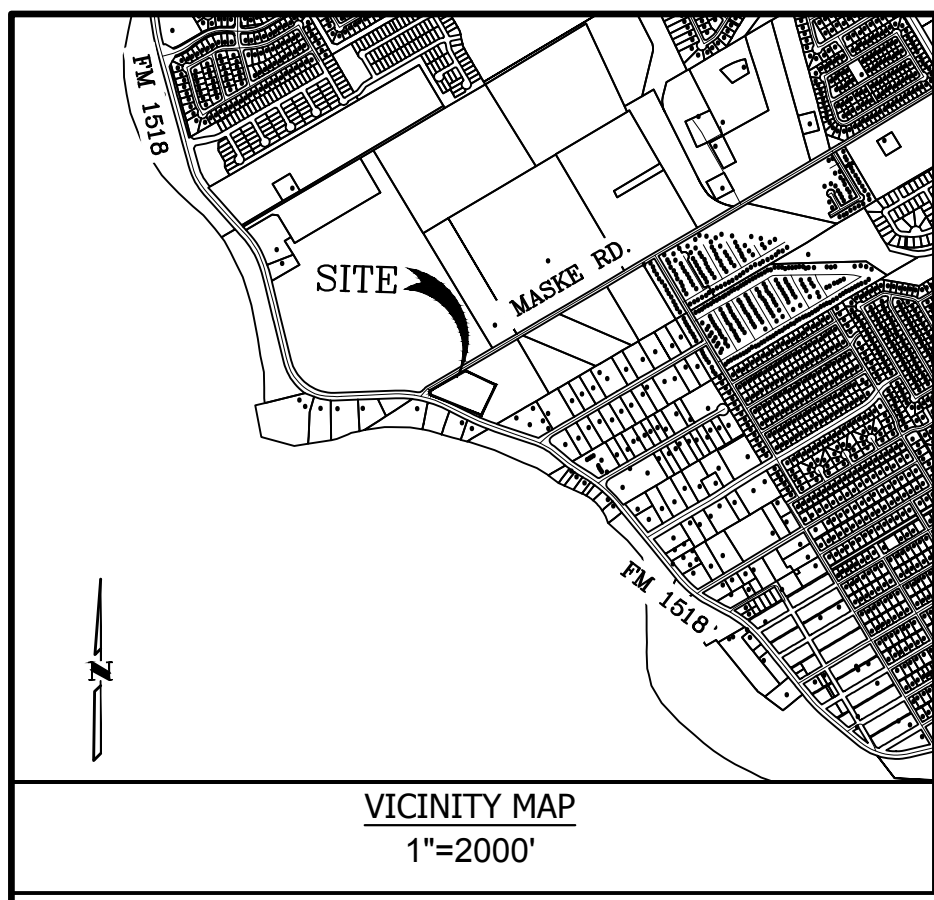 FM 1518
SITE
MASKE RD.
FM 1518
N
VICINITY MAP
1"=2000'